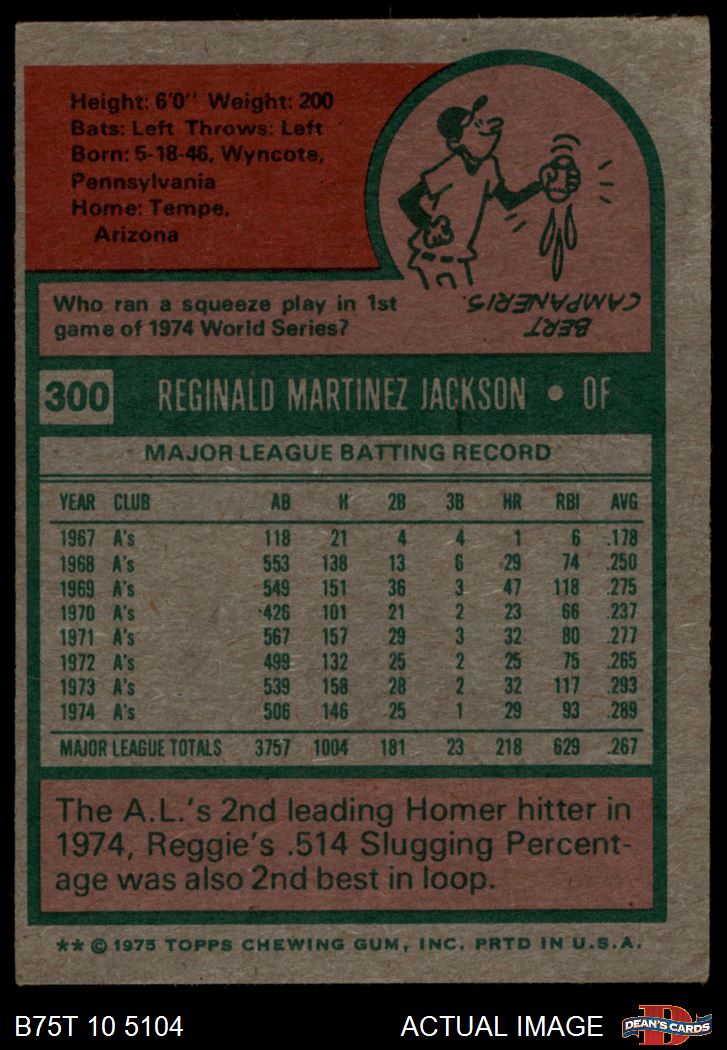 Height: 6'0" Weight: 200
Bats: Left Throws: Left
Born: 5-18-46, Wyncote,
Pennsylvania
Home: Tempe,
Arizona
Who ran a squeeze play in 1st
game of 1974 World Series?
BERT
CAMPANERIS.
300 REGINALD MARTINEZ JACKSON • OF
MAJOR LEAGUE BATTING RECORD
YEAR CLUB AB H 2B 3B HR RBI AVG
1967 A's 118 21 4 4 1 6 .178
1968 A's 553 138 13 6 29 74 .250
1969 A's 549 151 36 3 47 118 .275
1970 A's 426 101 21 2 23 66 .237
1971 A's 567 157 29 3 32 80 .277
1972 A's 499 132 25 2 25 75 .265
1973 A's 539 158 28 2 32 117 .293
1974 A's 506 146 25 1 29 93 .289
MAJOR LEAGUE TOTALS 3757 1004 181 23 218 629 .267
The A.L.'s 2nd leading Homer hitter in
1974, Reggie's .514 Slugging Percent-
age was also 2nd best in loop.
** © 1975 TOPPS CHEWING GUM, INC. PRTD IN U.S.A.
B75T 10 5104 ACTUAL IMAGE D DEAN'S CARDS